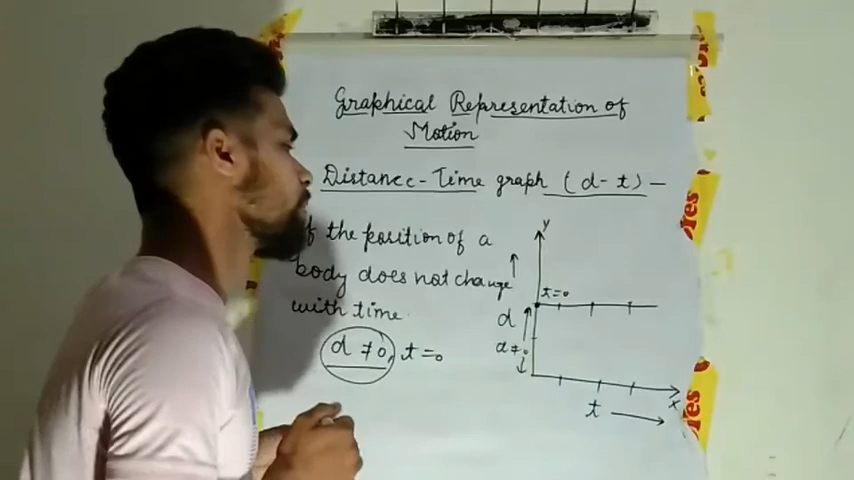 Graphical Representation of
Motion
Distance-Time graph (d-t) —
If the position of a
body does not change
with time.
d ≠ 0, t = 0
y
t=0
d
d ≠ 0
x
t